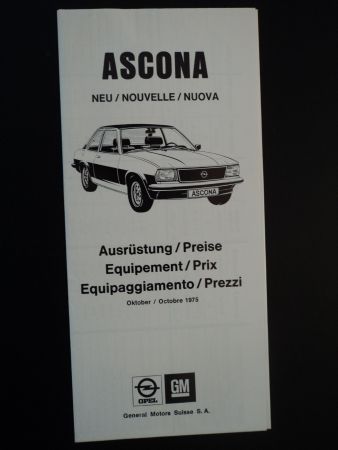 ASCONA
NEU / NOUVELLE / NUOVA
ASCONA
Ausrüstung / Preise
Equipement / Prix
Equipaggiamento / Prezzi
Oktober / Octobre 1975
OPEL
GM
General Motors Suisse S. A.